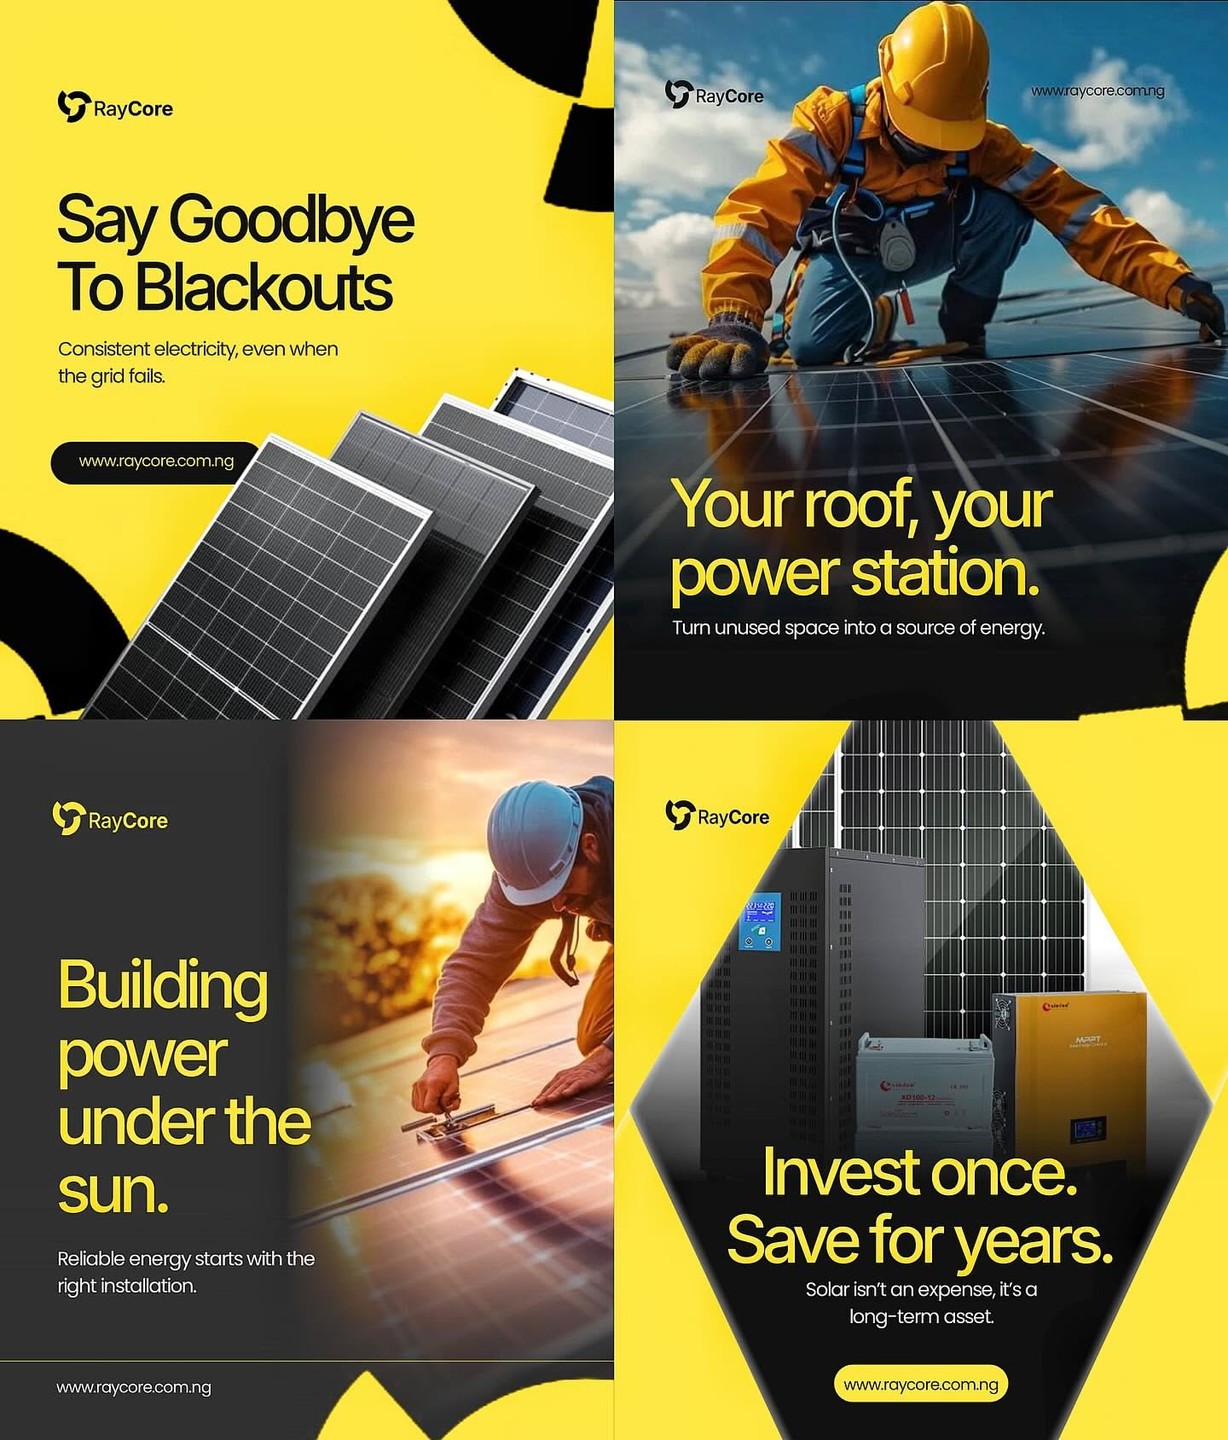 RayCore
Say Goodbye
To Blackouts
Consistent electricity, even when
the grid fails.
www.raycore.com.ng
RayCore
www.raycore.com.ng
Your roof, your
power station.
Turn unused space into a source of energy.
RayCore
Building
power
under the
sun.
Reliable energy starts with the
right installation.
www.raycore.com.ng
RayCore
MPPT
XD100-12
Invest once.
Save for years.
Solar isn't an expense, it's a
long-term asset.
www.raycore.com.ng